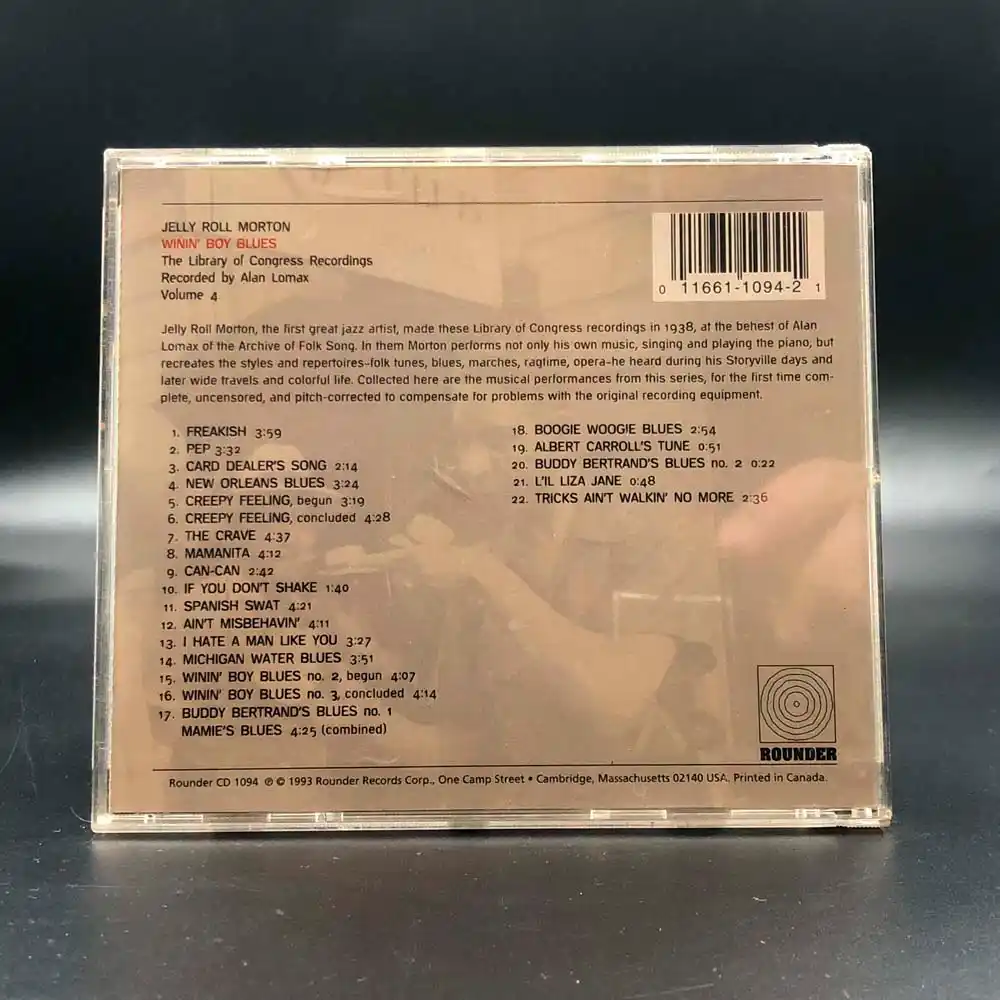 JELLY ROLL MORTON
WININ' BOY BLUES
The Library of Congress Recordings
Recorded by Alan Lomax
Volume 4
0 11661-1094-2 1
Jelly Roll Morton, the first great jazz artist, made these Library of Congress recordings in 1938, at the behest of Alan
Lomax of the Archive of Folk Song. In them Morton performs not only his own music, singing and playing the piano, but
recreates the styles and repertoires–folk tunes, blues, marches, ragtime, opera–he heard during his Storyville days and
later wide travels and colorful life. Collected here are the musical performances from this series, for the first time com-
plete, uncensored, and pitch-corrected to compensate for problems with the original recording equipment.
1. FREAKISH 3:59
2. PEP 3:32
3. CARD DEALER'S SONG 2:14
4. NEW ORLEANS BLUES 3:24
5. CREEPY FEELING, begun 3:19
6. CREEPY FEELING, concluded 4:28
7. THE CRAVE 4:37
8. MAMANITA 4:12
9. CAN-CAN 2:42
10. IF YOU DON'T SHAKE 1:40
11. SPANISH SWAT 4:21
12. AIN'T MISBEHAVIN' 4:11
13. I HATE A MAN LIKE YOU 3:27
14. MICHIGAN WATER BLUES 3:51
15. WININ' BOY BLUES no. 2, begun 4:07
16. WININ' BOY BLUES no. 3, concluded 4:14
17. BUDDY BERTRAND'S BLUES no. 1
MAMIE'S BLUES 4:25 (combined)
18. BOOGIE WOOGIE BLUES 2:54
19. ALBERT CARROLL'S TUNE 0:51
20. BUDDY BERTRAND'S BLUES no. 2 0:22
21. L'IL LIZA JANE 0:48
22. TRICKS AIN'T WALKIN' NO MORE 2:36
ROUNDER
Rounder CD 1094 ℗ © 1993 Rounder Records Corp., One Camp Street • Cambridge, Massachusetts 02140 USA. Printed in Canada.